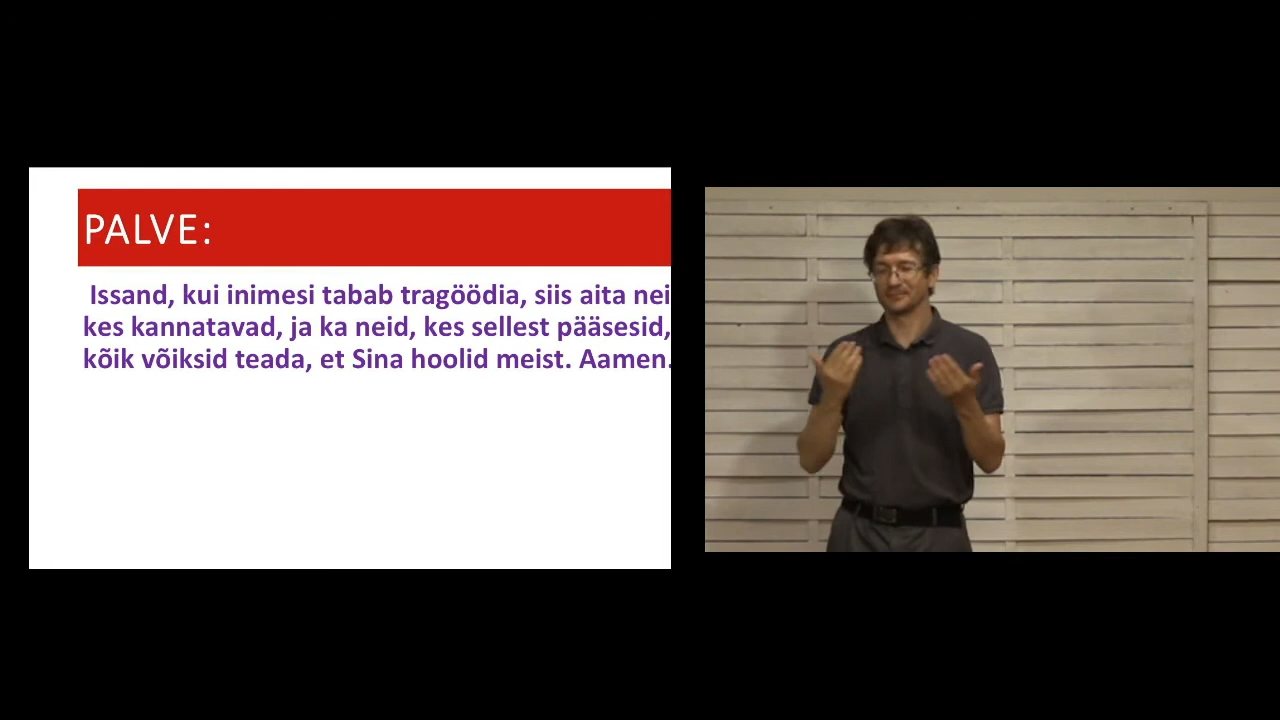 PALVE:
Issand, kui inimesi tabab tragöödia, siis aita nei
kes kannatavad, ja ka neid, kes sellest pääsesid,
kõik võiksid teada, et Sina hoolid meist. Aamen.